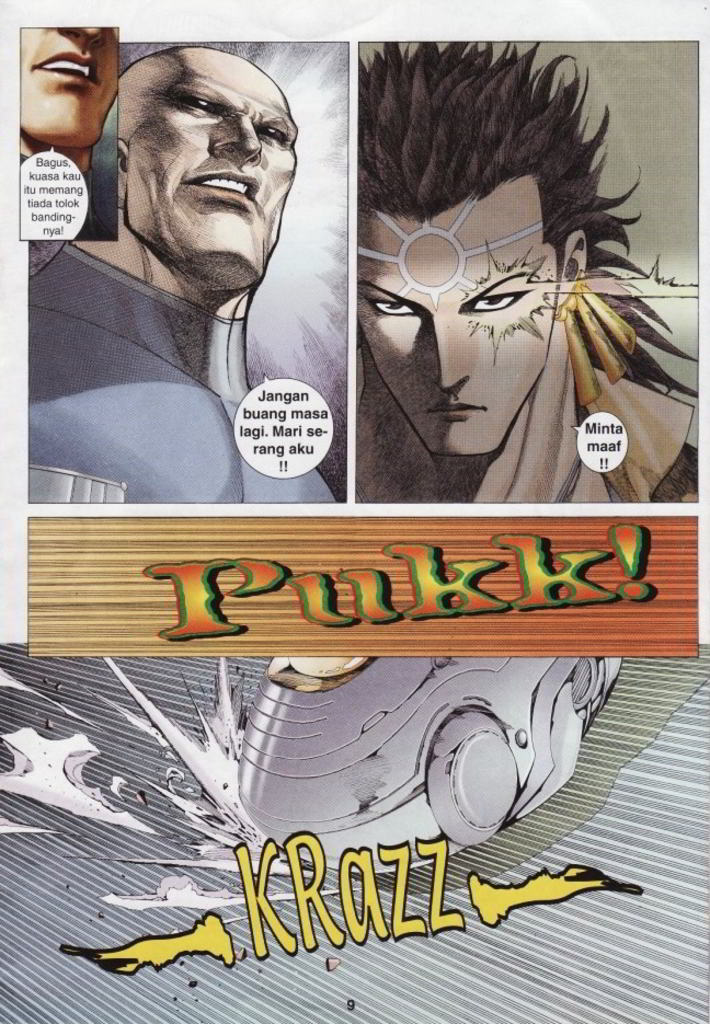 Bagus,
kuasa kau
itu memang
tiada tolok
banding-
nya!
Jangan
buang masa
lagi. Mari se-
rang aku
!!
Minta
maaf
!!
Pukk!
KRazz
9